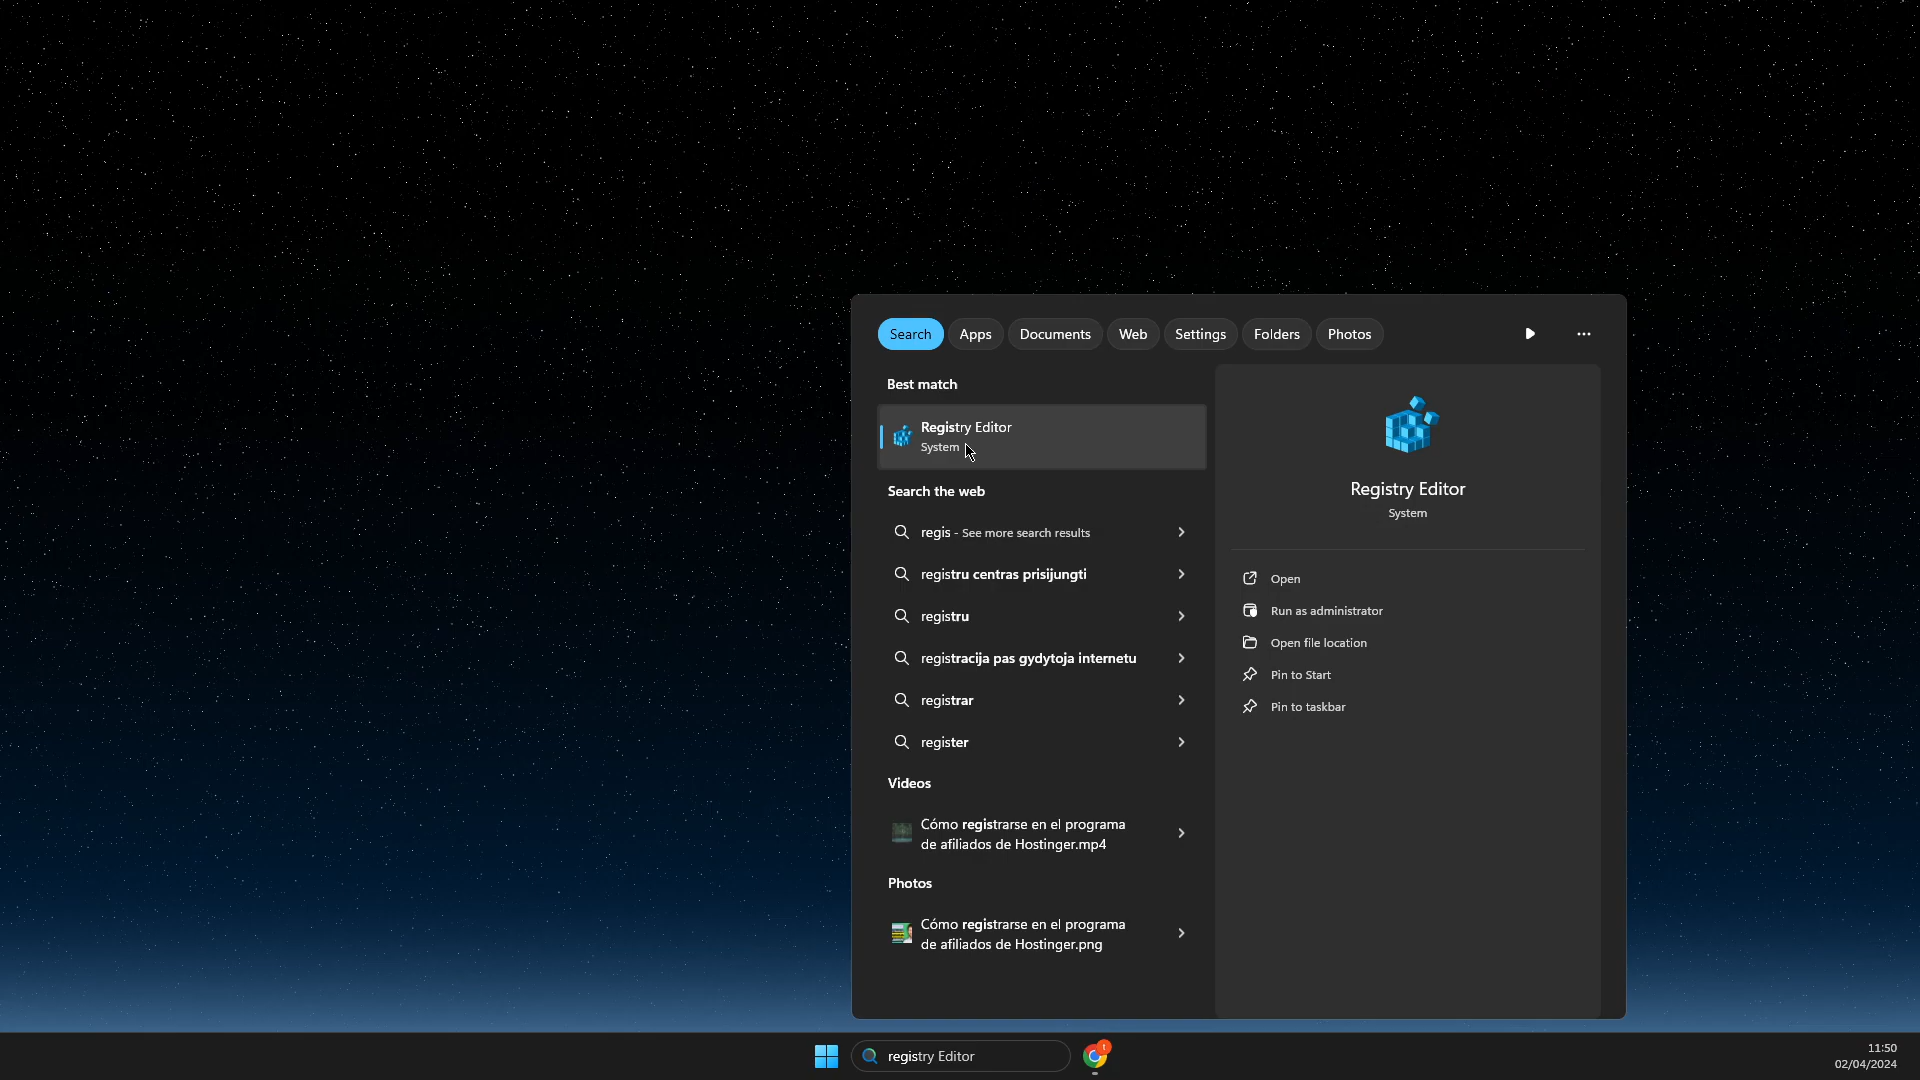 Search Apps Documents Web Settings Folders Photos
Best match
Registry Editor
System
Search the web
regis - See more search results
registru centras prisijungti
registru
registracija pas gydytoja internetu
registrar
register
Videos
Cómo registrarse en el programa
de afiliados de Hostinger.mp4
Photos
Cómo registrarse en el programa
de afiliados de Hostinger.png
Registry Editor
System
Open
Run as administrator
Open file location
Pin to Start
Pin to taskbar
registry Editor
t
11:50
02/04/2024